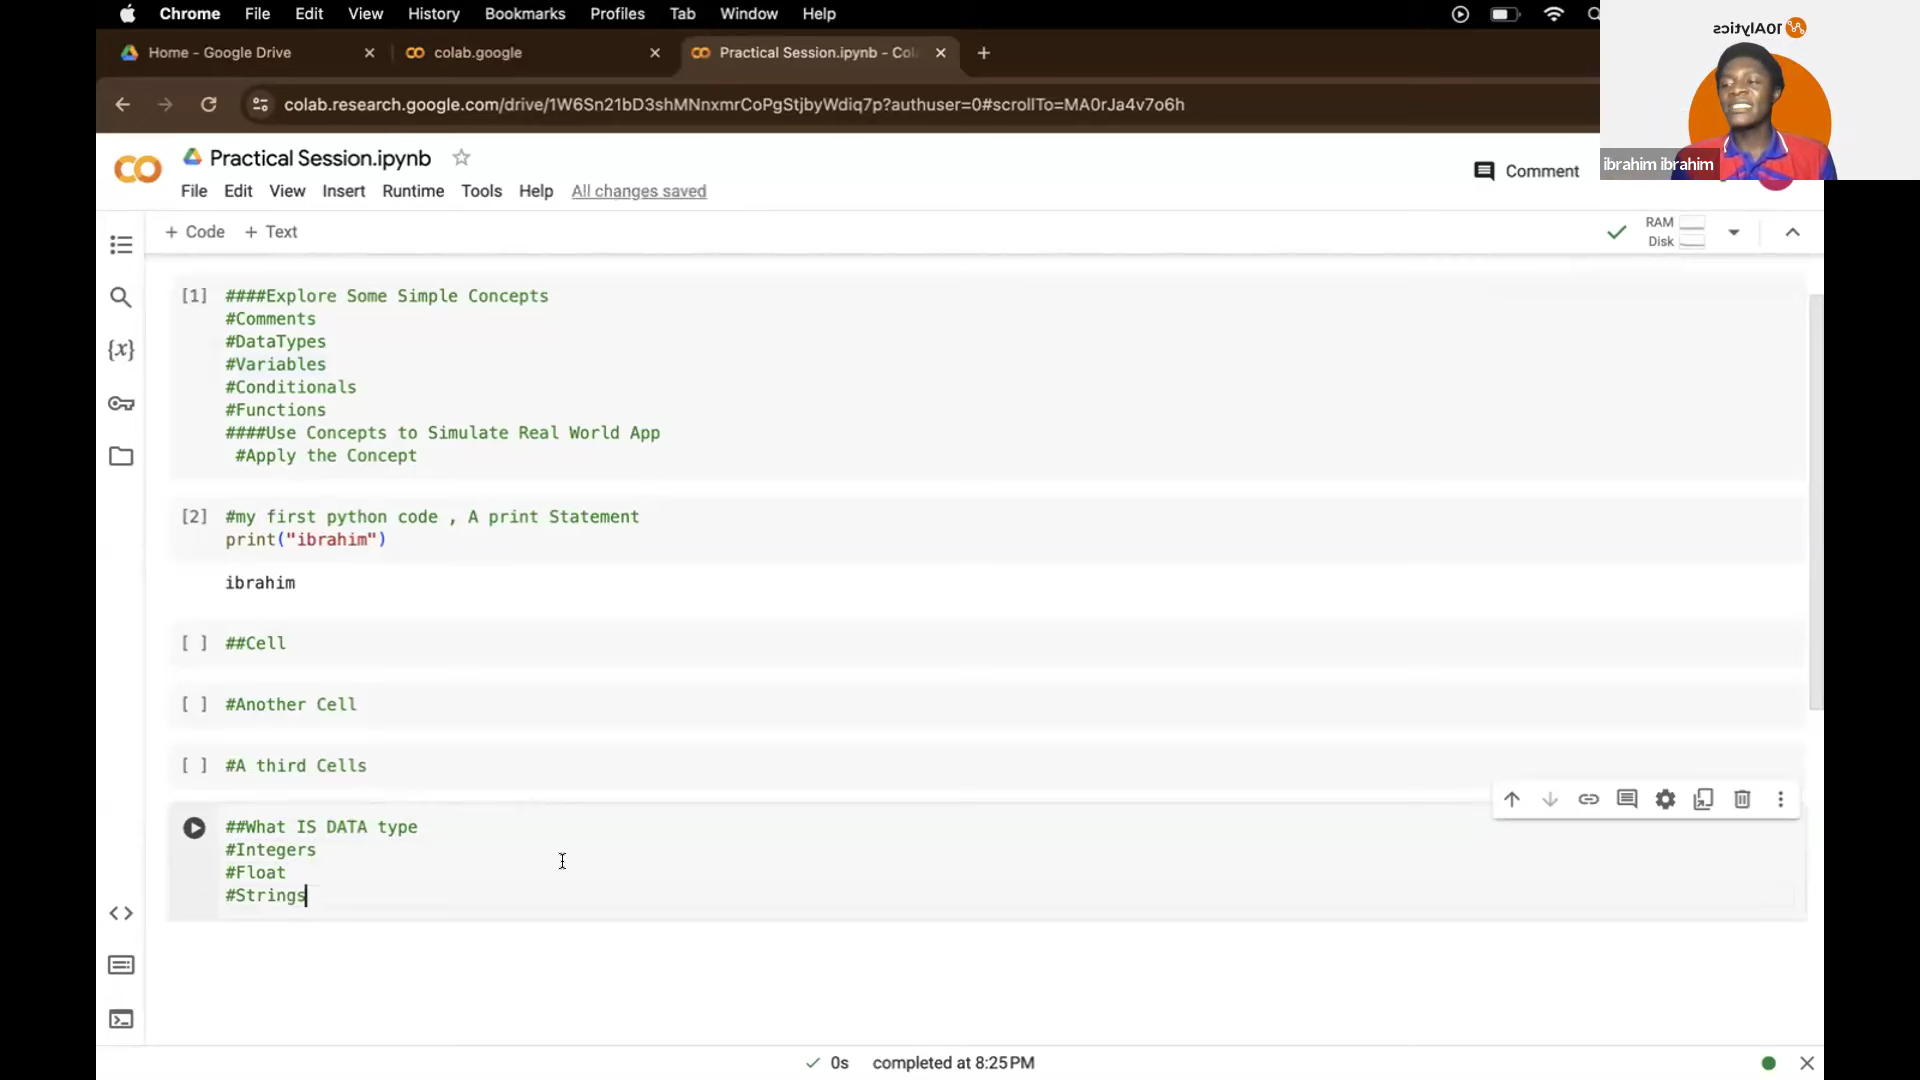 Chrome File Edit View History Bookmarks Profiles Tab Window Help
Home - Google Drive
colab.google
Practical Session.ipynb - Col
colab.research.google.com/drive/1W6Sn21bD3shMNnxmrCoPgStjbyWdiq7p?authuser=0#scrollTo=MA0rJa4v7o6h
10Alytics
ibrahim ibrahim
CO Practical Session.ipynb
File Edit View Insert Runtime Tools Help All changes saved
Comment
+ Code + Text
RAM
Disk
[1] ####Explore Some Simple Concepts
#Comments
#DataTypes
#Variables
#Conditionals
#Functions
####Use Concepts to Simulate Real World App
#Apply the Concept
[2] #my first python code , A print Statement
print("ibrahim")
ibrahim
[ ] ##Cell
[ ] #Another Cell
[ ] #A third Cells
##What IS DATA type
#Integers
#Float
#Strings
0s completed at 8:25 PM